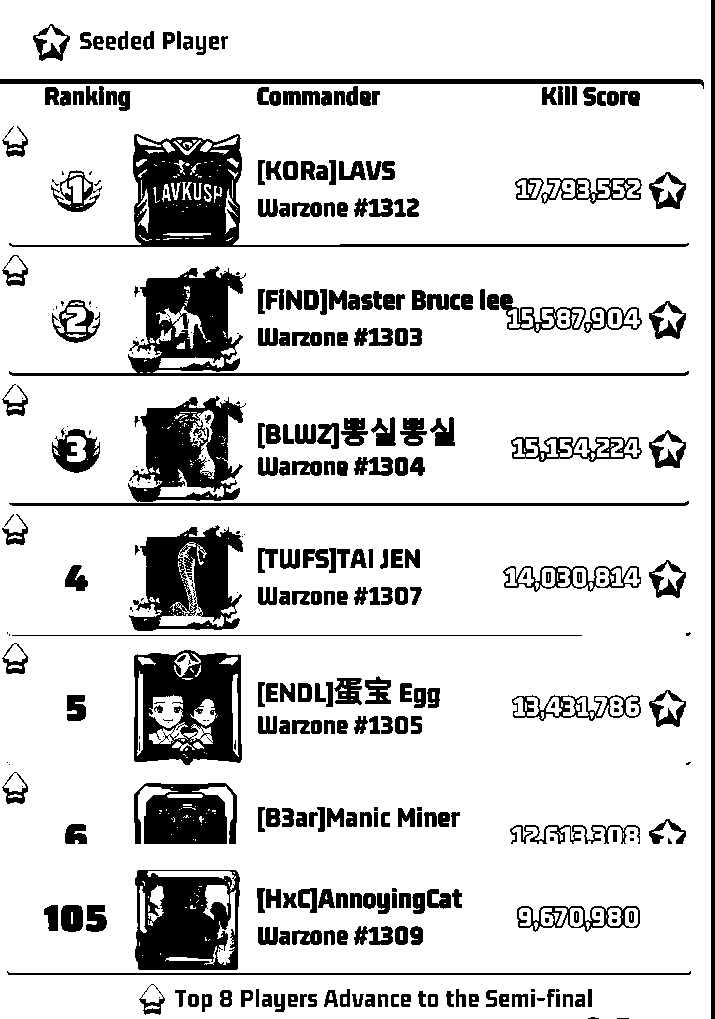 Seeded Player
Ranking Commander Kill Score
1 LAVKUSH [KORa]LAVS 17,793,552
Warzone #1312
2 [FiND]Master Bruce lee 15,587,904
Warzone #1303
3 [BLWZ]뽕실뽕실 15,154,224
Warzone #1304
4 [TWFS]TAI JEN 14,030,814
Warzone #1307
5 [ENDL]蛋宝 Egg 13,431,786
Warzone #1305
6 [B3ar]Manic Miner 12,613,308
105 [HxC]AnnoyingCat 9,670,980
Warzone #1309
Top 8 Players Advance to the Semi-final